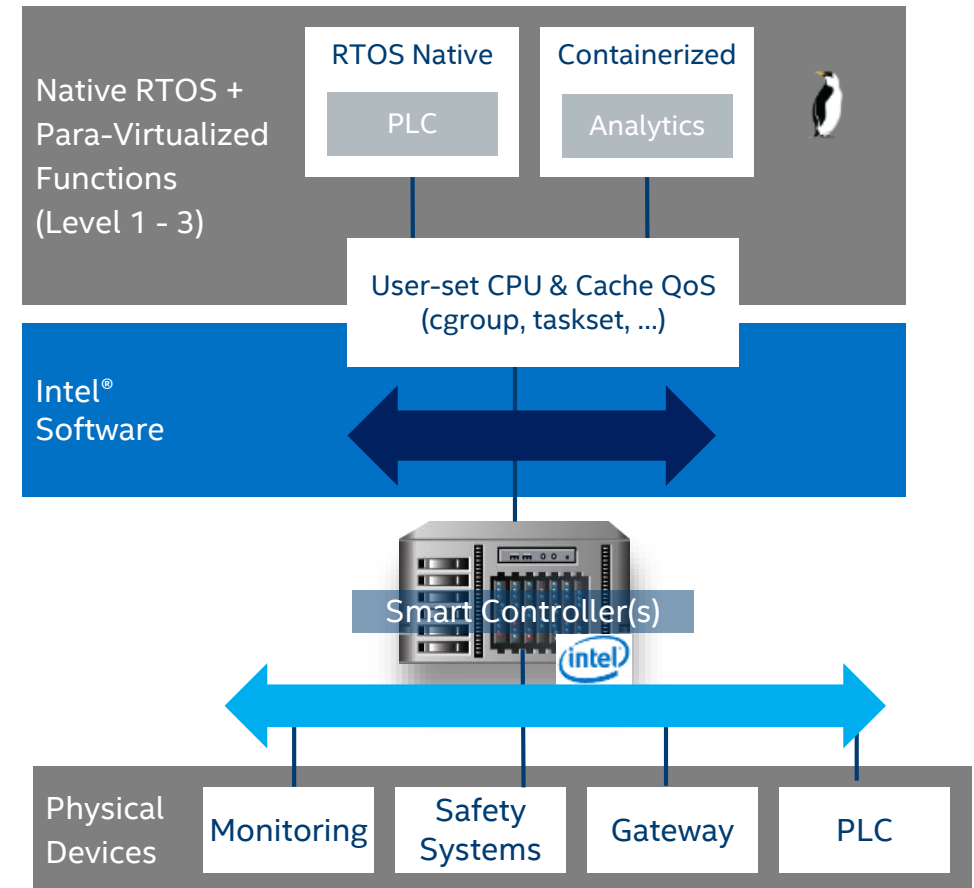 Native RTOS +
Para-Virtualized
Functions
(Level 1 - 3)
RTOS Native
PLC
Containerized
Analytics
User-set CPU & Cache QoS
(cgroup, taskset, ...)
Intel®
Software
Smart Controller(s)
intel
Physical
Devices
Monitoring
Safety
Systems
Gateway
PLC